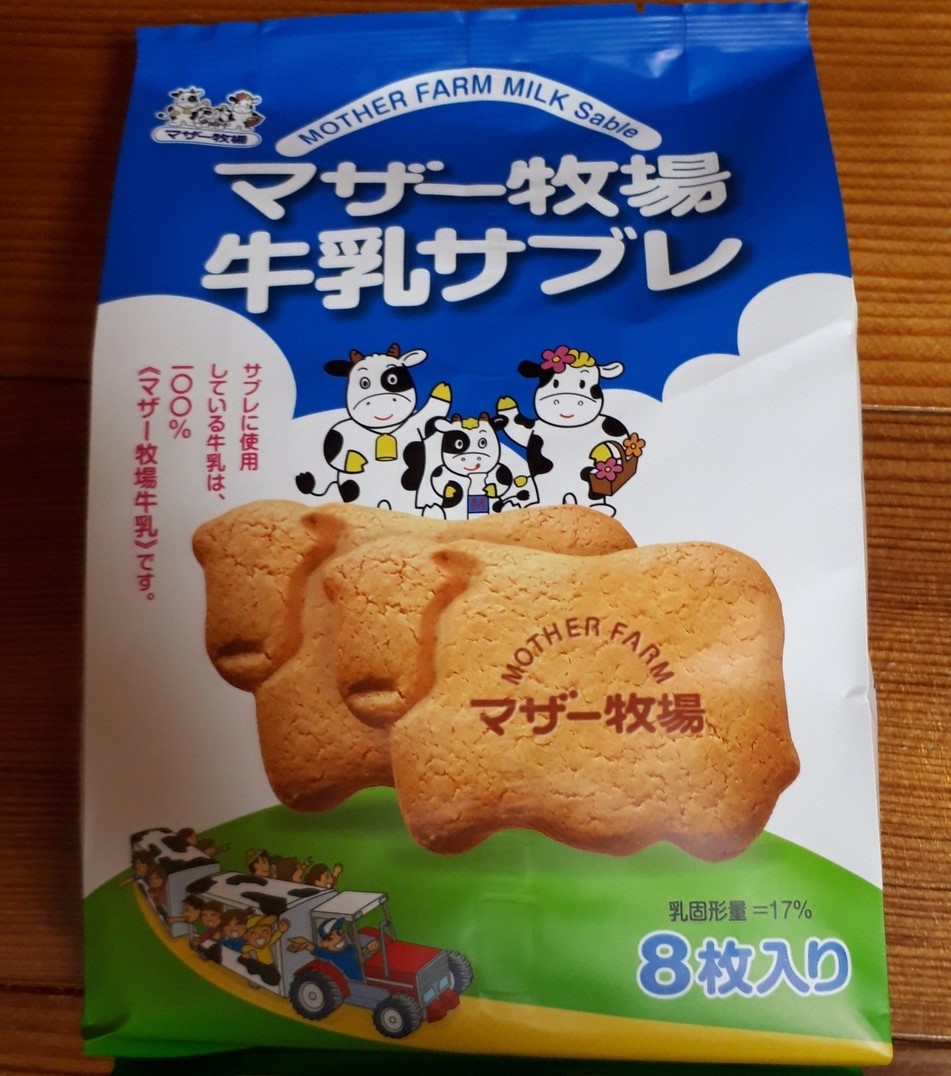 MOTHER FARM MILK Sable
マザー牧場
マザー牧場
牛乳サブレ
サブレに使用
している牛乳は、
一〇〇%
《マザー牧場牛乳》です。
M
MOTHER FARM
マザー牧場
乳固形量=17%
8枚入り